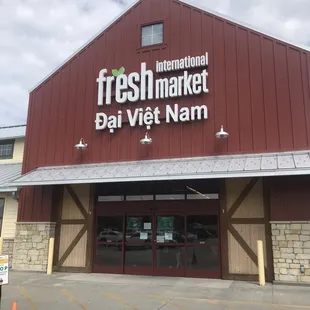 fresh international
market
Đại Việt Nam